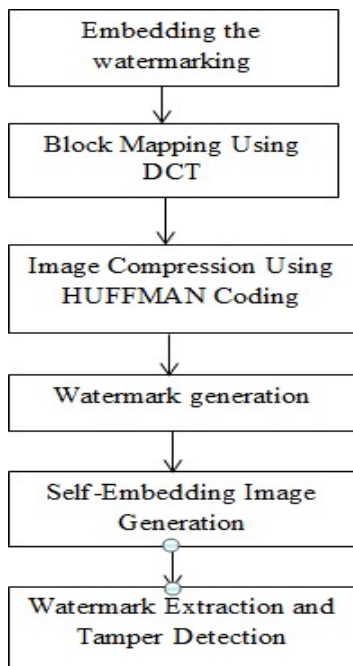 Embedding the
watermarking
Block Mapping Using
DCT
Image Compression Using
HUFFMAN Coding
Watermark generation
Self-Embedding Image
Generation
Watermark Extraction and
Tamper Detection